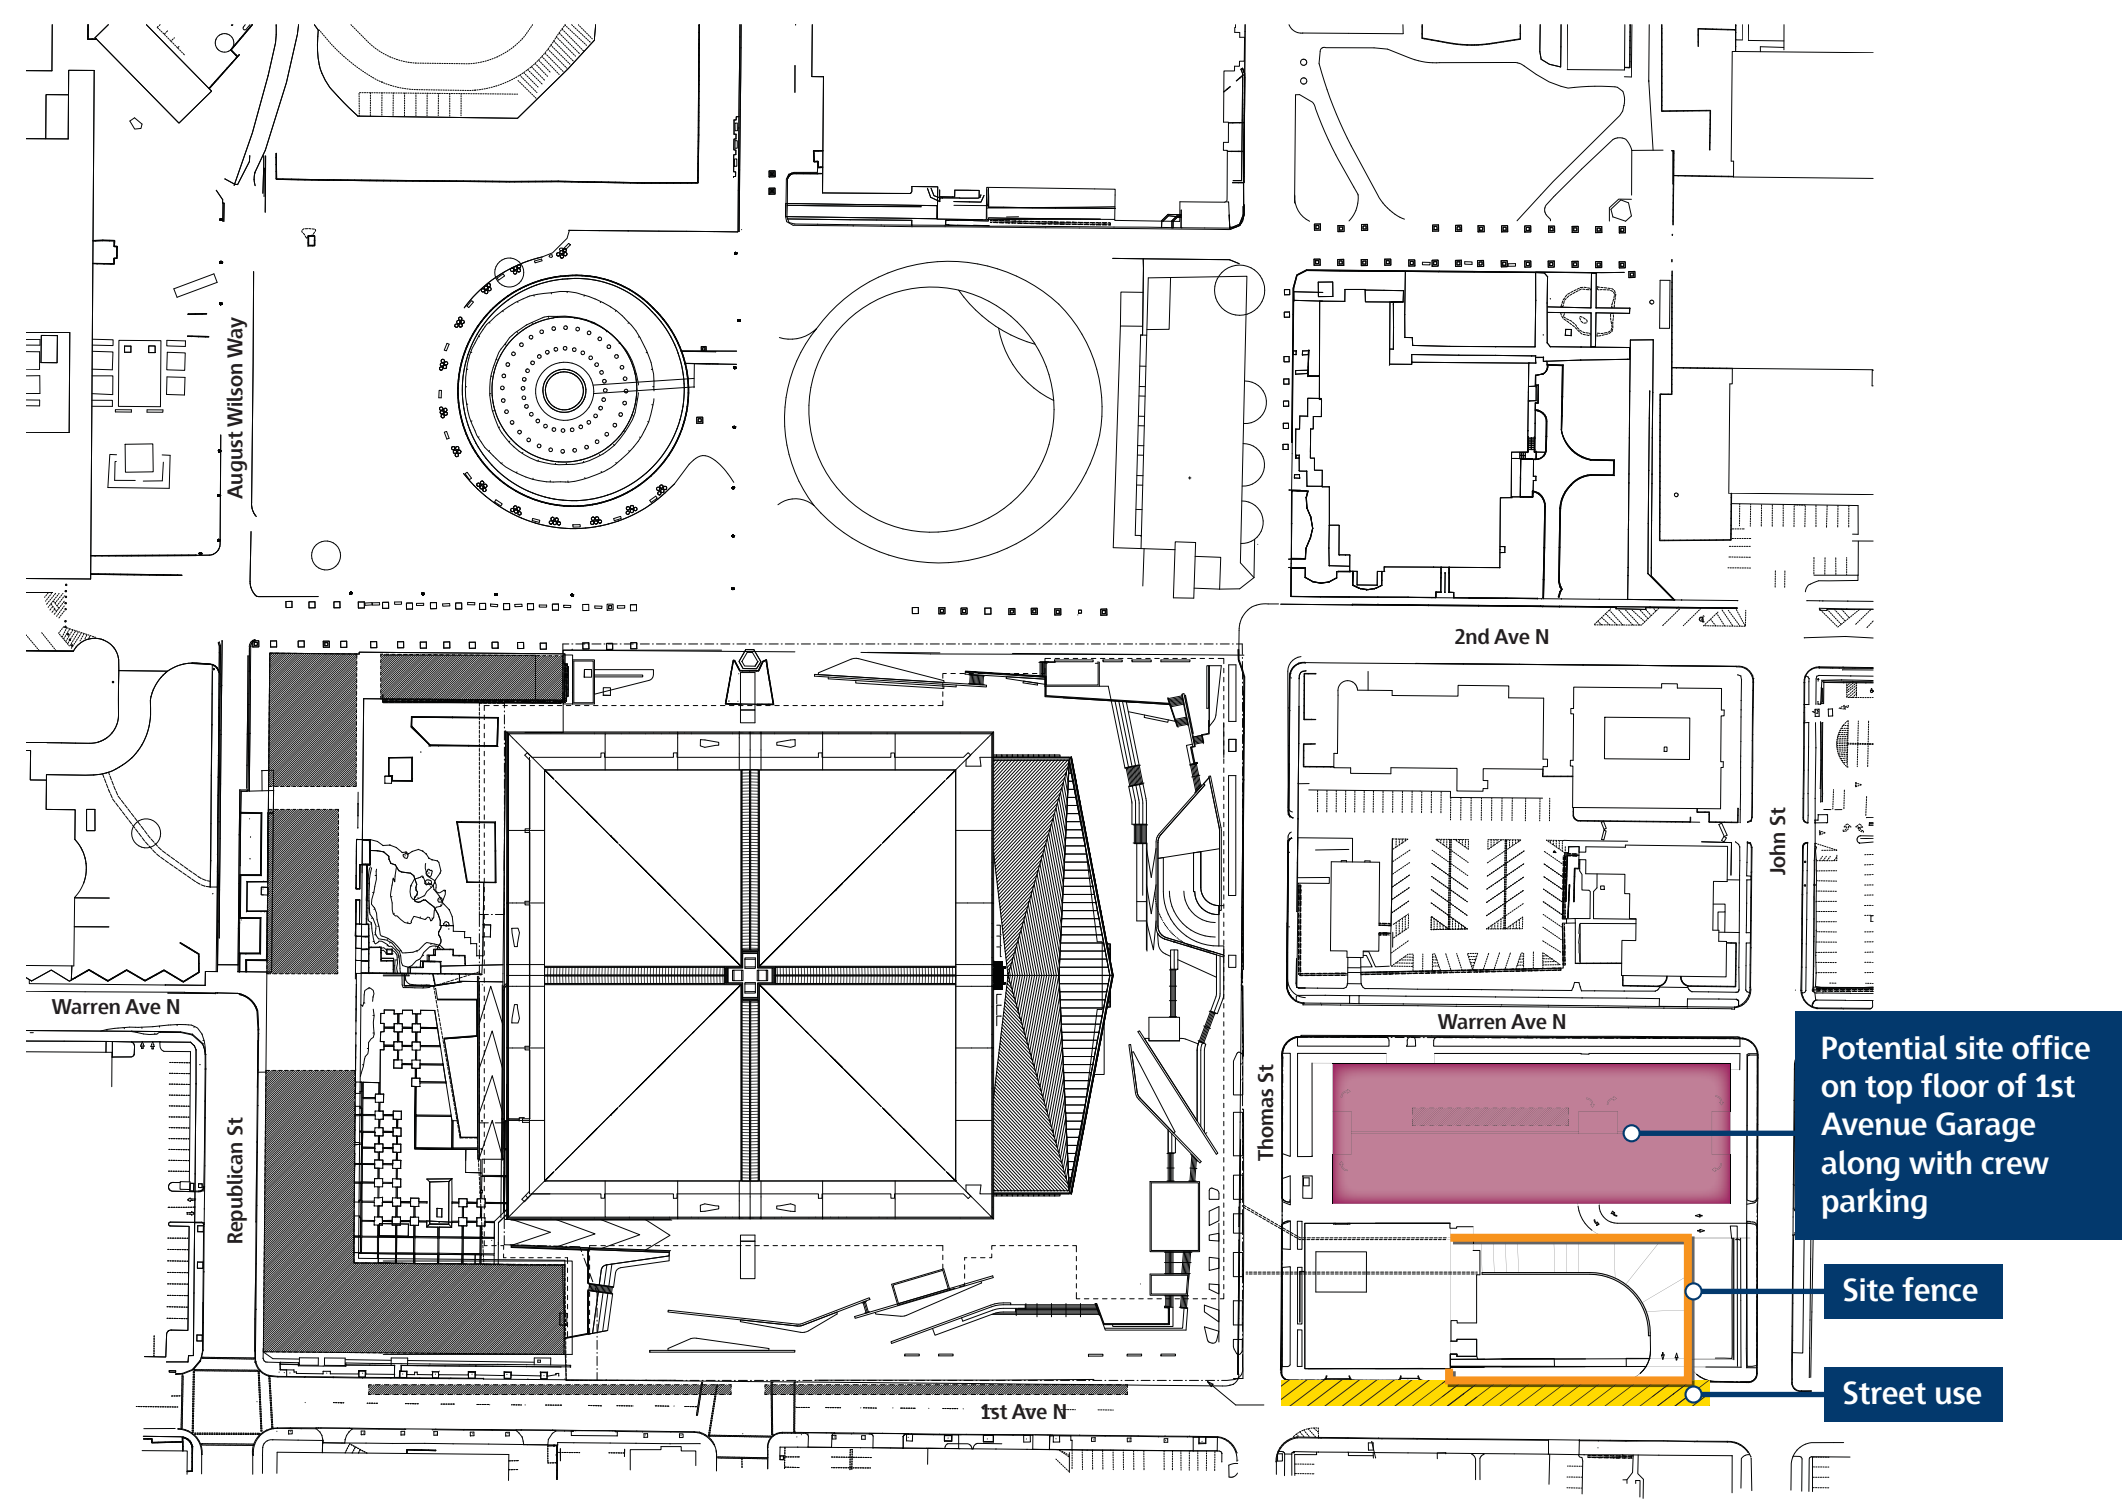 August Wilson Way
2nd Ave N
John St
Warren Ave N
Warren Ave N
Thomas St
Republican St
1st Ave N
Potential site office
on top floor of 1st
Avenue Garage
along with crew
parking
Site fence
Street use